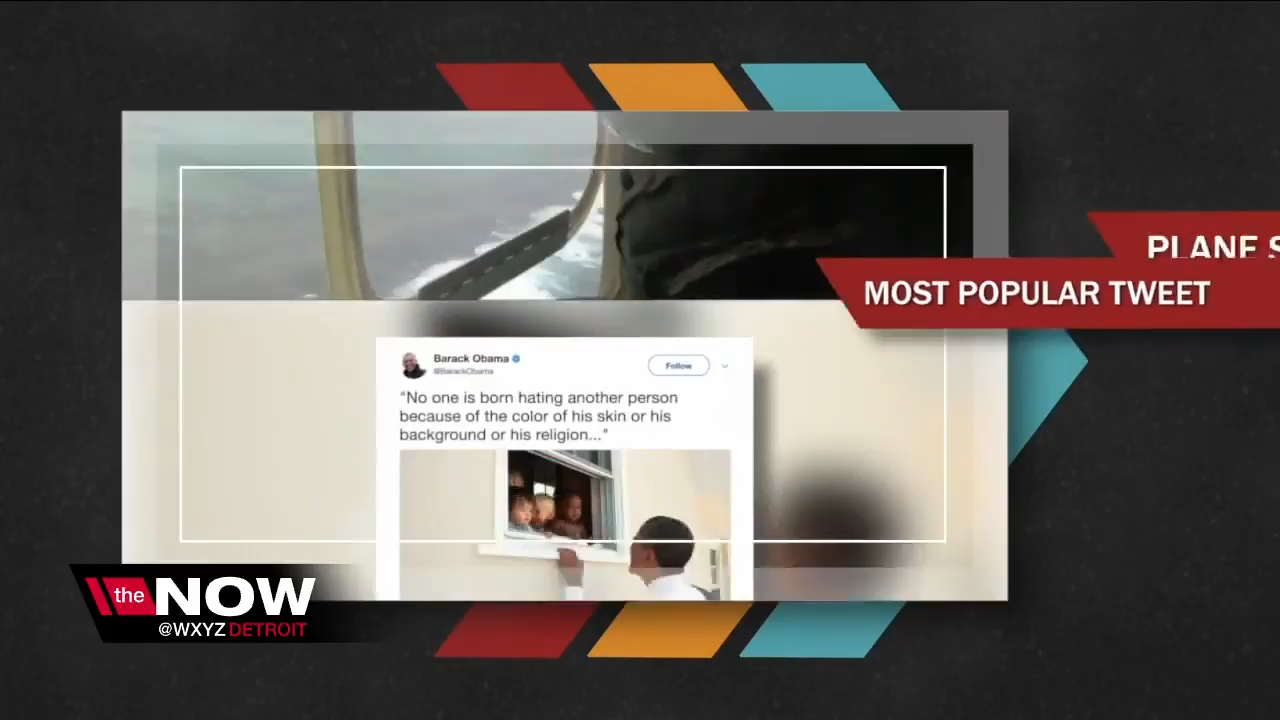 PLANE S
MOST POPULAR TWEET
Barack Obama
@BarackObama
Follow
"No one is born hating another person
because of the color of his skin or his
background or his religion..."
the NOW
@WXYZ DETROIT